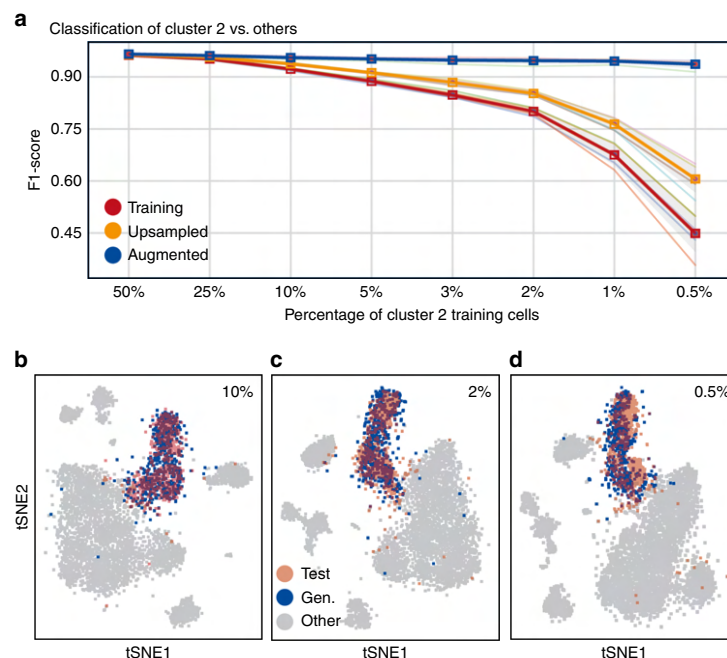 a
Classification of cluster 2 vs. others
0.90
0.75
0.60
0.45
F1-score
Training
Upsampled
Augmented
50% 25% 10% 5% 3% 2% 1% 0.5%
Percentage of cluster 2 training cells
b c d
10% 2% 0.5%
tSNE2
Test
Gen.
Other
tSNE1 tSNE1 tSNE1